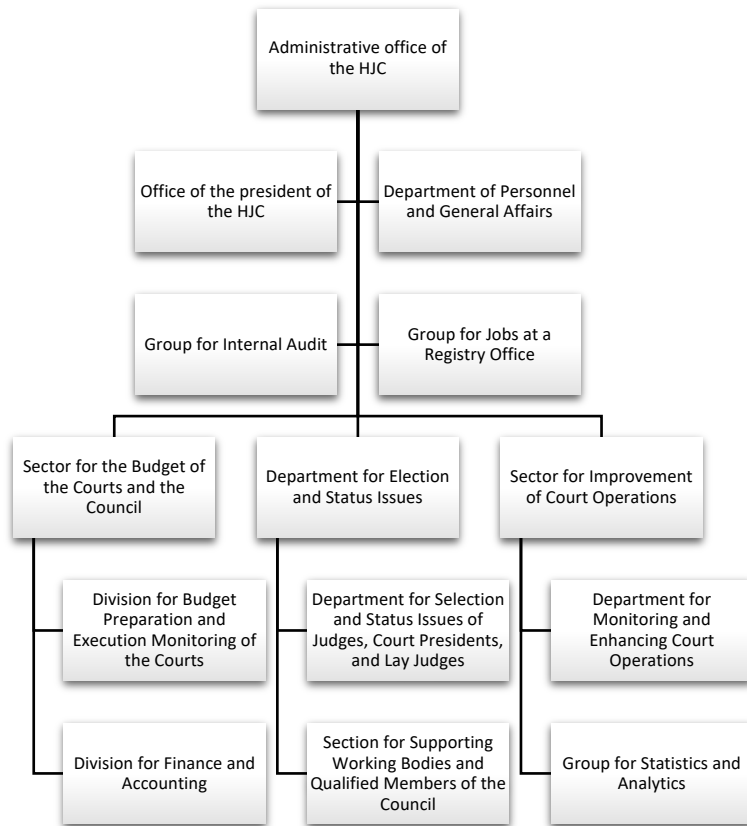 Administrative office of
the HJC
Office of the president of
the HJC
Department of Personnel
and General Affairs
Group for Internal Audit
Group for Jobs at a
Registry Office
Sector for the Budget of
the Courts and the
Council
Department for Election
and Status Issues
Sector for Improvement
of Court Operations
Division for Budget
Preparation and
Execution Monitoring of
the Courts
Department for Selection
and Status Issues of
Judges, Court Presidents,
and Lay Judges
Department for
Monitoring and
Enhancing Court
Operations
Division for Finance and
Accounting
Section for Supporting
Working Bodies and
Qualified Members of the
Council
Group for Statistics and
Analytics